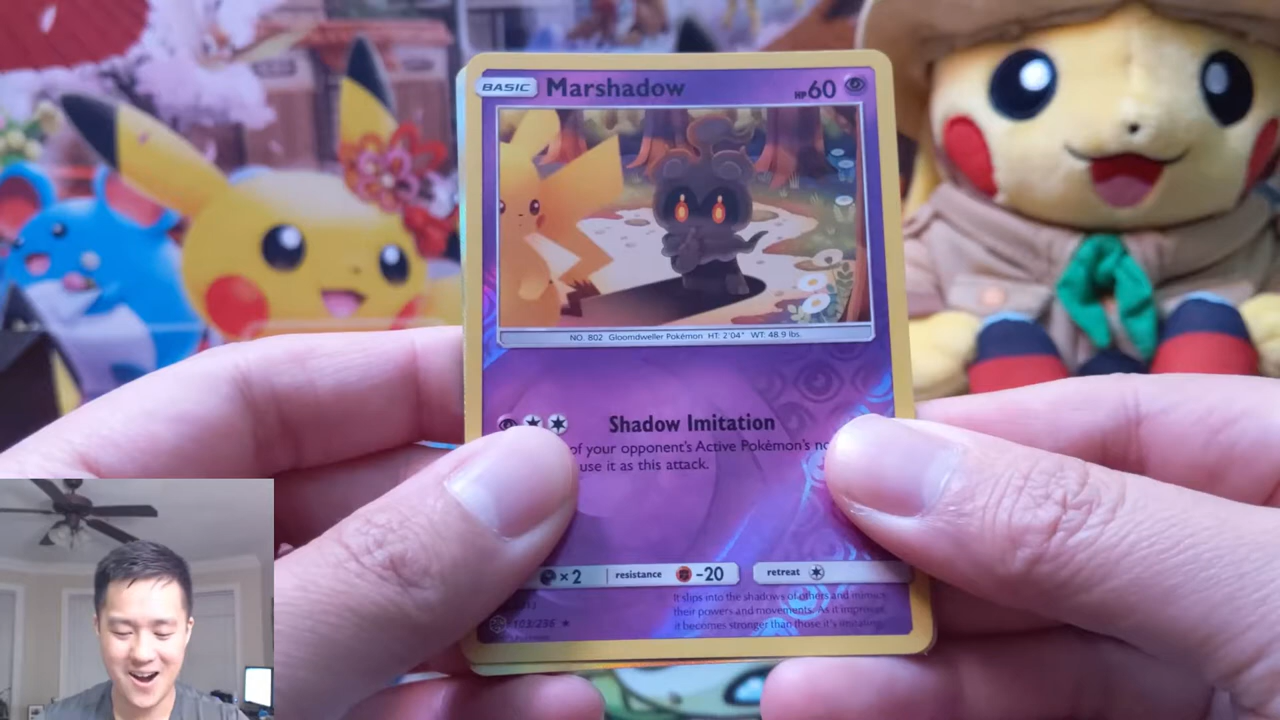 BASIC Marshadow HP60
NO. 802 Gloomdweller Pokémon HT: 2'04" WT: 48.9 lbs.
Shadow Imitation
of your opponent's Active Pokémon's
use it as this attack.
×2 resistance -20 retreat
It slips into the shadows of others and mimics
their powers and movements. As it improves,
103/236 ★ it becomes stronger than those it's imitating.